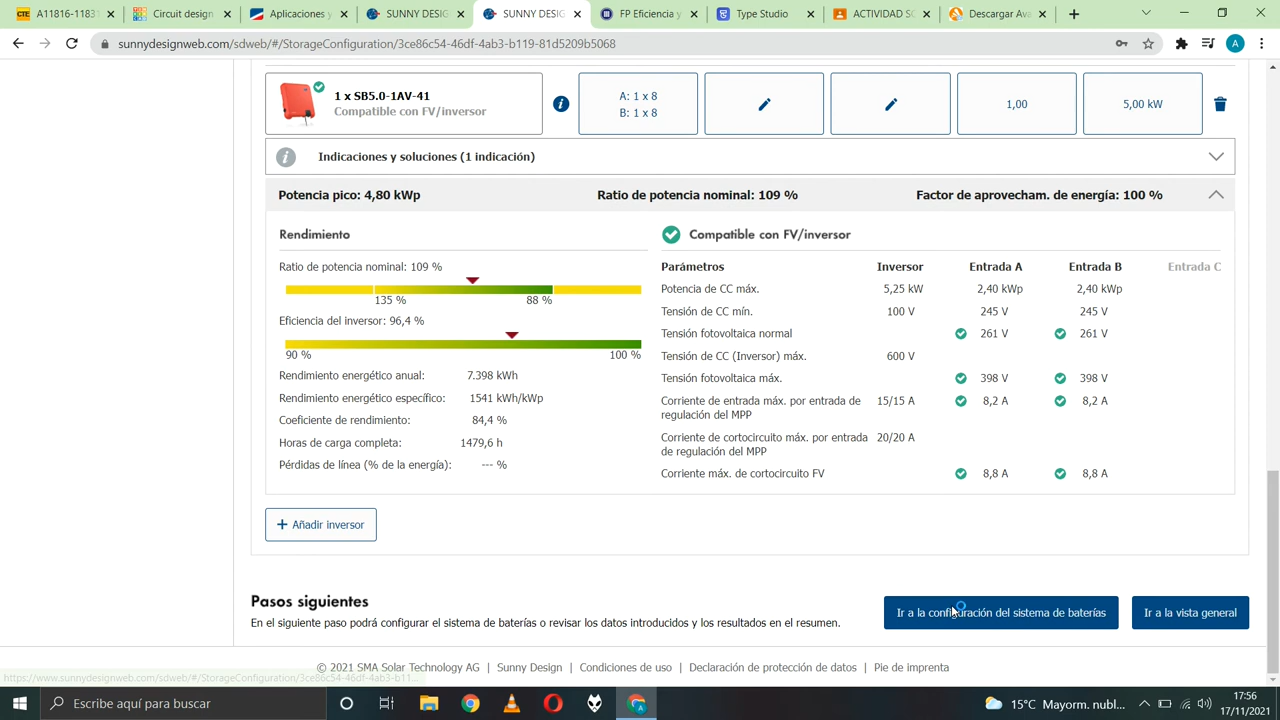 A11816-1183
Circuit design
Aplicaciones y
SUNNY DESIG
SUNNY DESIG
FP Eficiencia y
Type Studio
ACTIVIDAD SO
Descargar Ava
sunnydesignweb.com/sdweb/#/StorageConfiguration/3ce86c54-46df-4ab3-b119-81d5209b5068
1 x SB5.0-1AV-41
Compatible con FV/inversor
A: 1 x 8
B: 1 x 8
1,00
5,00 kW
Indicaciones y soluciones (1 indicación)
Potencia pico: 4,80 kWp Ratio de potencia nominal: 109 % Factor de aprovecham. de energía: 100 %
Rendimiento
Ratio de potencia nominal: 109 %
135 % 88 %
Eficiencia del inversor: 96,4 %
90 % 100 %
Rendimiento energético anual: 7.398 kWh
Rendimiento energético específico: 1541 kWh/kWp
Coeficiente de rendimiento: 84,4 %
Horas de carga completa: 1479,6 h
Pérdidas de línea (% de la energía): --- %
Compatible con FV/inversor
Parámetros Inversor Entrada A Entrada B Entrada C
Potencia de CC máx. 5,25 kW 2,40 kWp 2,40 kWp
Tensión de CC mín. 100 V 245 V 245 V
Tensión fotovoltaica normal 261 V 261 V
Tensión de CC (Inversor) máx. 600 V
Tensión fotovoltaica máx. 398 V 398 V
Corriente de entrada máx. por entrada de 15/15 A 8,2 A 8,2 A
regulación del MPP
Corriente de cortocircuito máx. por entrada 20/20 A
de regulación del MPP
Corriente máx. de cortocircuito FV 8,8 A 8,8 A
+ Añadir inversor
Pasos siguientes
En el siguiente paso podrá configurar el sistema de baterías o revisar los datos introducidos y los resultados en el resumen.
Ir a la configuración del sistema de baterías
Ir a la vista general
© 2021 SMA Solar Technology AG | Sunny Design | Condiciones de uso | Declaración de protección de datos | Pie de imprenta
https://www.sunnydesignweb.com/sdweb/#/StorageConfiguration/3ce86c54-46df-4ab3-b11...
Escribe aquí para buscar
15°C Mayorm. nubl...
17:56
17/11/2021